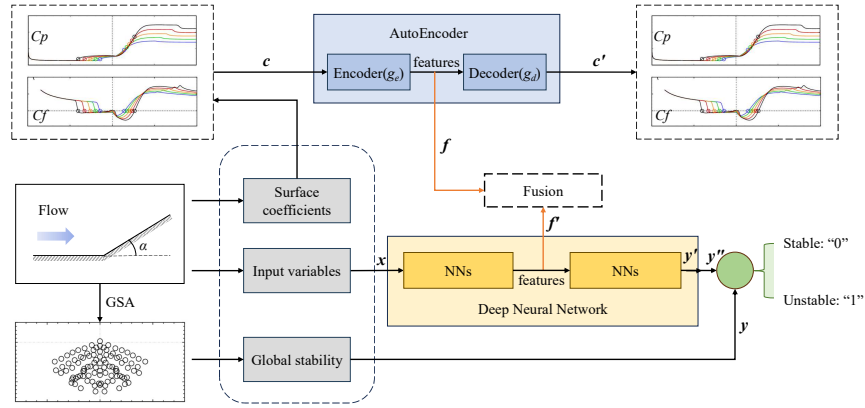 Cp
Cf
c
AutoEncoder
Encoder(gₑ)
features
Decoder(g_d)
c'
Cp
Cf
f
Flow
α
Surface
coefficients
Fusion
f'
Input variables
x
NNs
features
NNs
Deep Neural Network
y'
y''
Stable: “0”
Unstable: “1”
GSA
Global stability
y